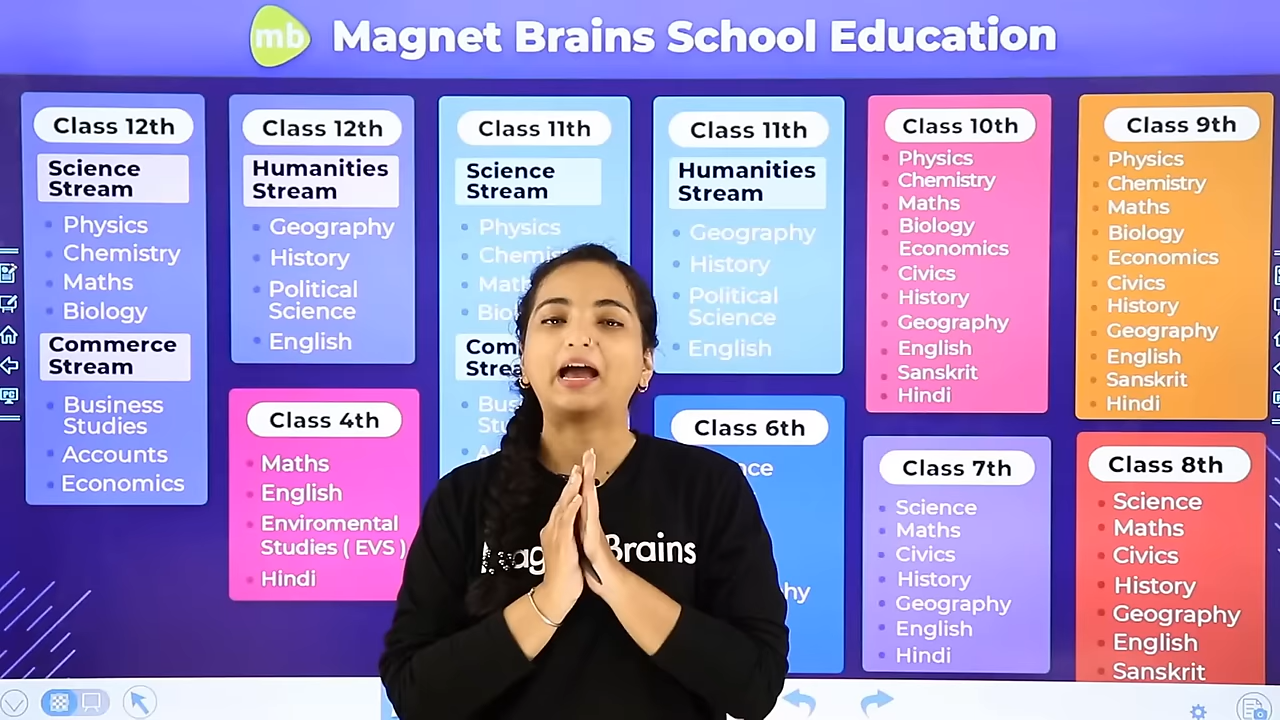 mb Magnet Brains School Education
Class 12th
Science
Stream
Physics
Chemistry
Maths
Biology
Commerce
Stream
Business
Studies
Accounts
Economics
Class 12th
Humanities
Stream
Geography
History
Political
Science
English
Class 4th
Maths
English
Enviromental
Studies ( EVS )
Hindi
Class 11th
Science
Stream
Physics
Class 11th
Humanities
Stream
Geography
History
Political
Science
English
Class 6th
Class 10th
Physics
Chemistry
Maths
Biology
Economics
Civics
History
Geography
English
Sanskrit
Hindi
Class 7th
Science
Maths
Civics
History
Geography
English
Hindi
Class 9th
Physics
Chemistry
Maths
Biology
Economics
Civics
History
Geography
English
Sanskrit
Hindi
Class 8th
Science
Maths
Civics
History
Geography
English
Sanskrit
Brains
PC